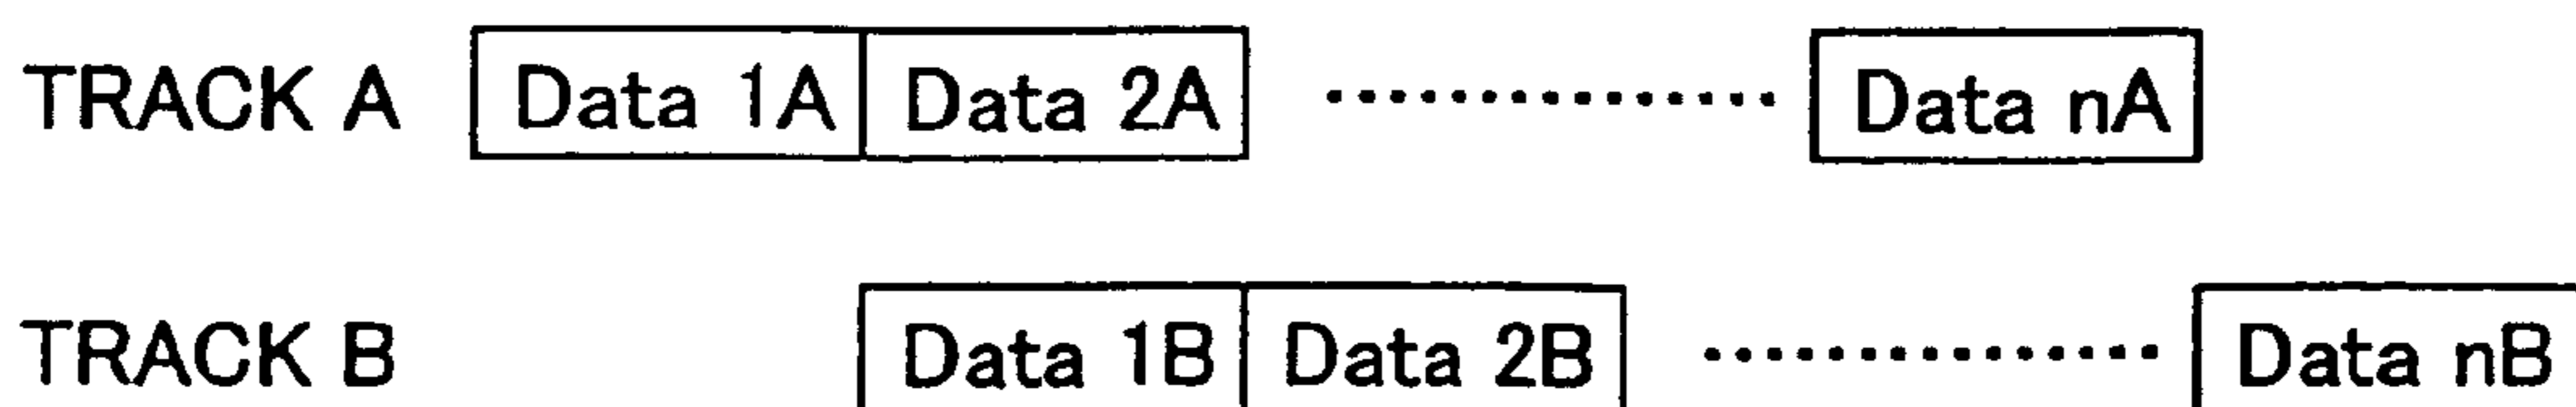 TRACK A Data 1A Data 2A ............... Data nA
TRACK B Data 1B Data 2B ............... Data nB